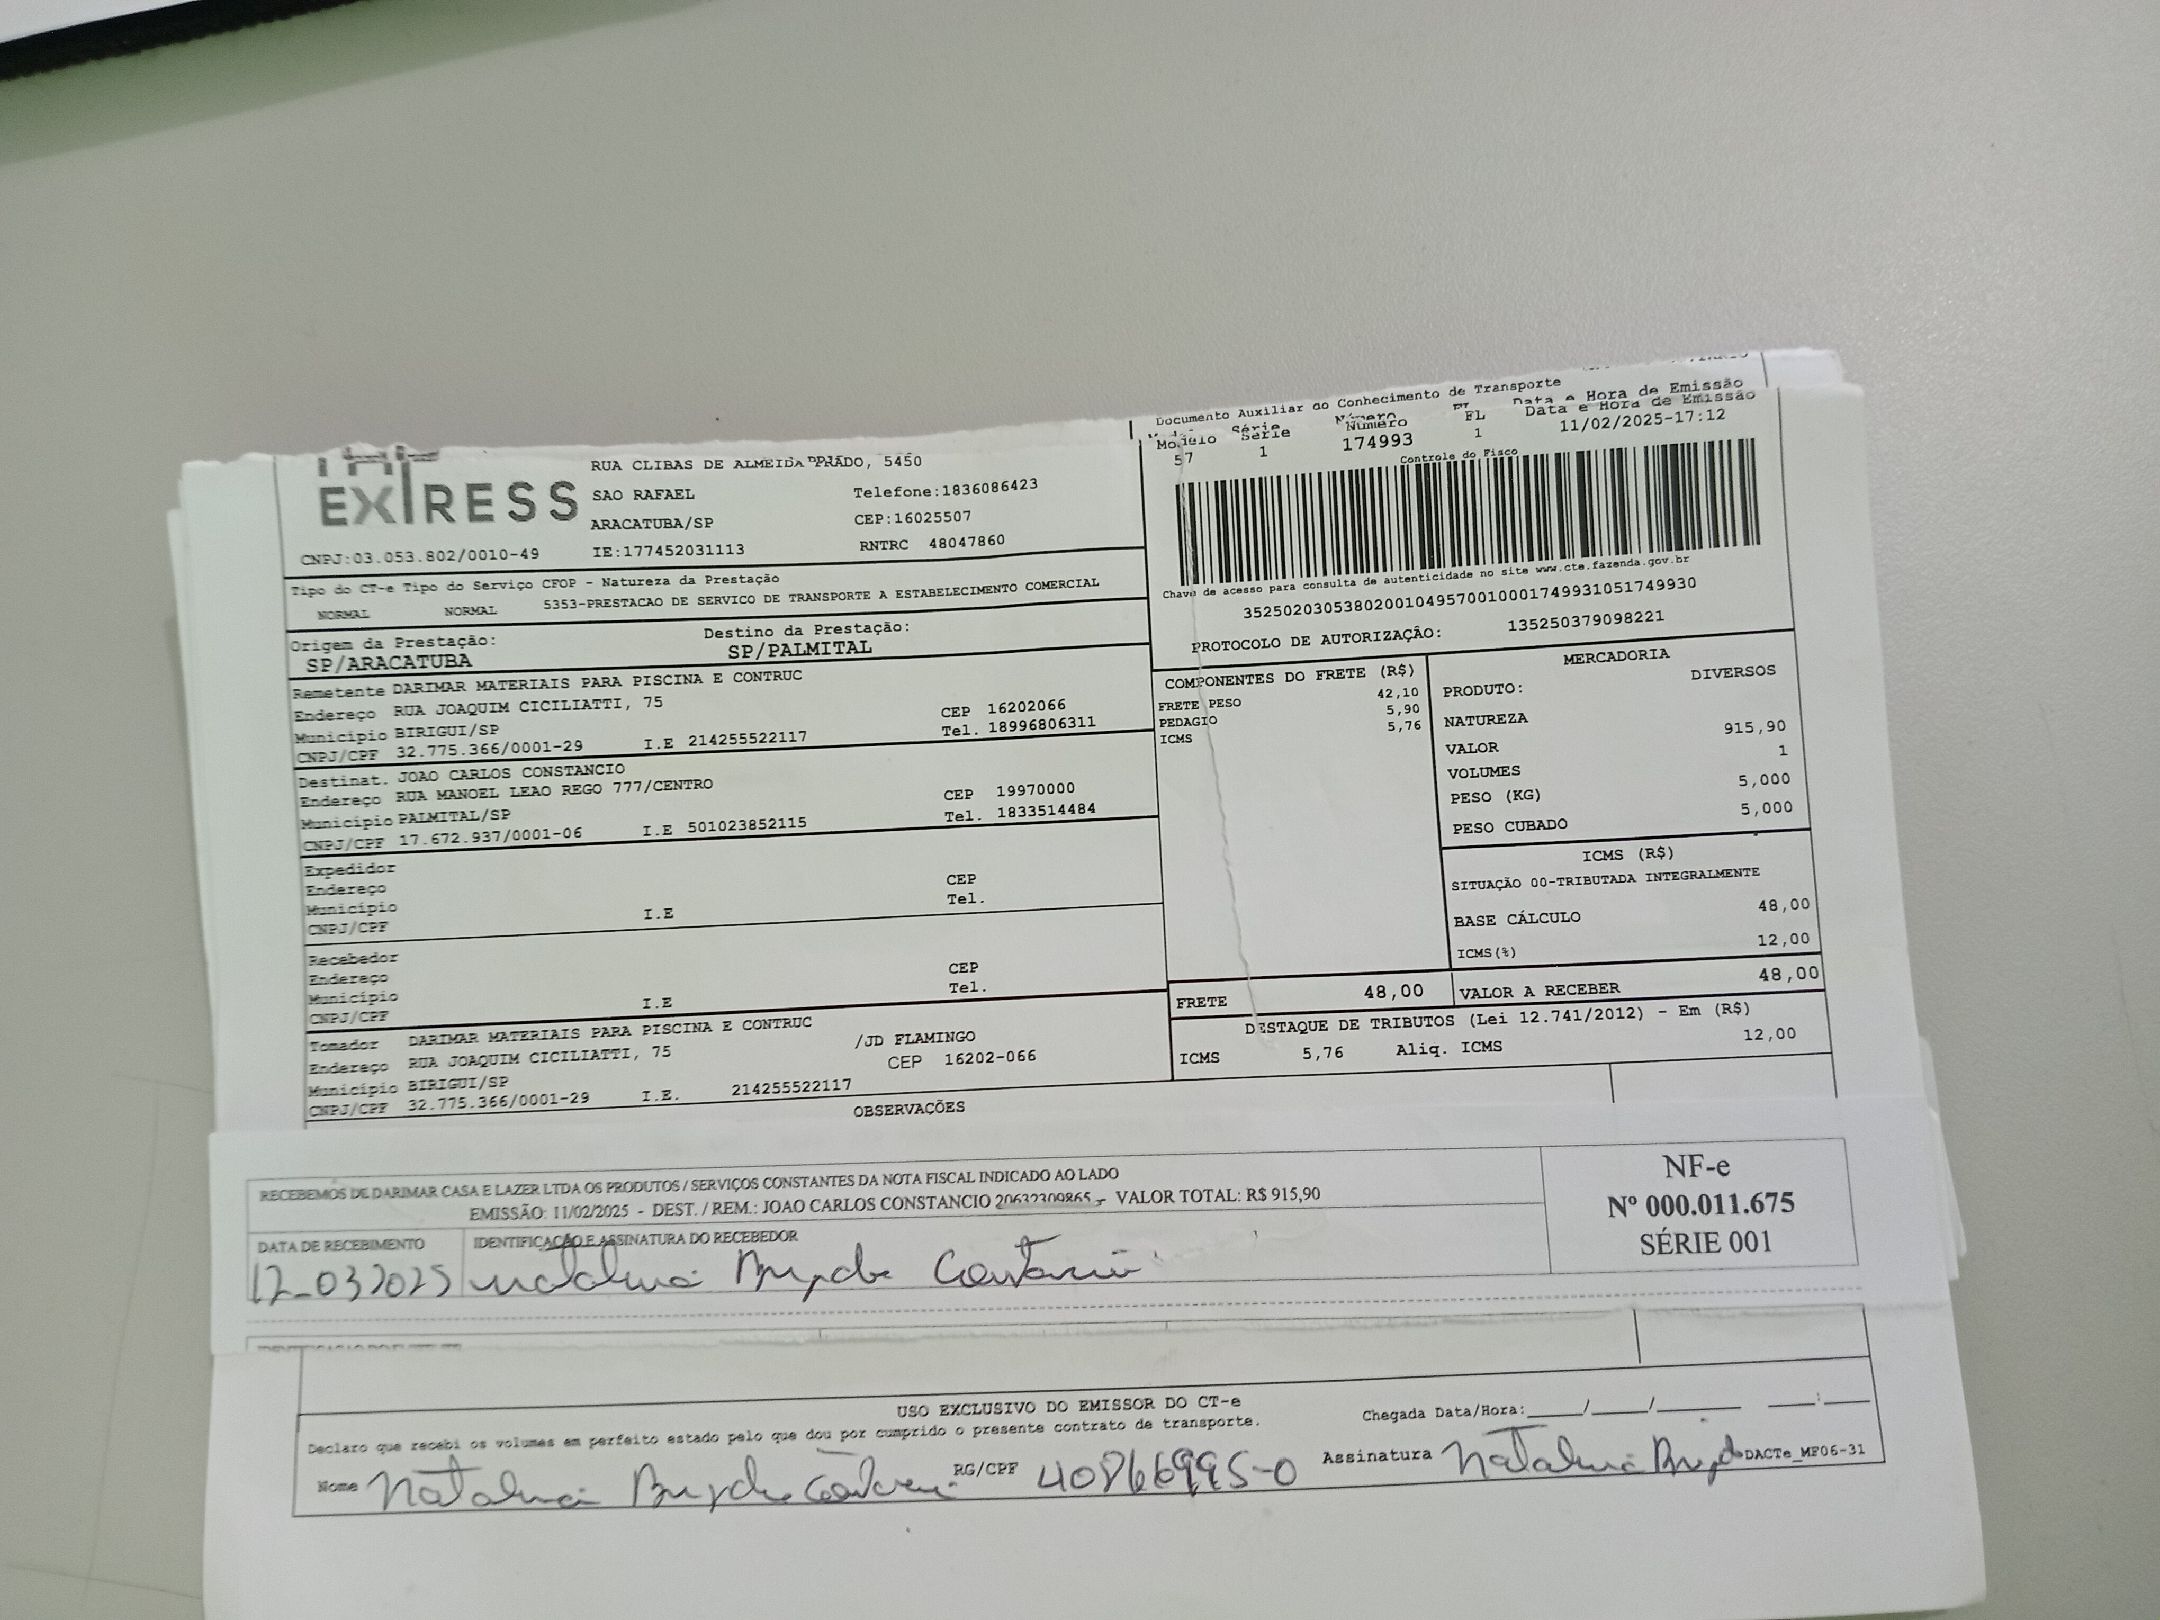 EXPRESS
RUA CLIBAS DE ALMEIDA PRADO, 5450
SAO RAFAEL Telefone:1836086423
ARACATUBA/SP CEP:16025507
CNPJ:03.053.802/0010-49 IE:177452031113 RNTRC 48047860
Documento Auxiliar do Conhecimento de Transporte
Modelo Série Número FL Data e Hora de Emissão
57 1 174993 1 11/02/2025-17:12
Controle do Fisco
Chave de acesso para consulta de autenticidade no site www.cte.fazenda.gov.br
35250203053802001049570010001749931051749930
PROTOCOLO DE AUTORIZAÇÃO: 135250379098221
Tipo do CT-e Tipo do Serviço CFOP - Natureza da Prestação
NORMAL NORMAL 5353-PRESTACAO DE SERVICO DE TRANSPORTE A ESTABELECIMENTO COMERCIAL
Origem da Prestação: Destino da Prestação:
SP/ARACATUBA SP/PALMITAL
Remetente DARIMAR MATERIAIS PARA PISCINA E CONTRUC
Endereço RUA JOAQUIM CICILIATTI, 75 CEP 16202066
Município BIRIGUI/SP Tel. 18996806311
CNPJ/CPF 32.775.366/0001-29 I.E 214255522117
Destinat. JOAO CARLOS CONSTANCIO
Endereço RUA MANOEL LEAO REGO 777/CENTRO CEP 19970000
Município PALMITAL/SP Tel. 1833514484
CNPJ/CPF 17.672.937/0001-06 I.E 501023852115
Expedidor
Endereço CEP
Município Tel.
CNPJ/CPF I.E
Recebedor
Endereço CEP
Município Tel.
CNPJ/CPF I.E
Tomador DARIMAR MATERIAIS PARA PISCINA E CONTRUC
Endereço RUA JOAQUIM CICILIATTI, 75 /JD FLAMINGO
Município BIRIGUI/SP CEP 16202-066
CNPJ/CPF 32.775.366/0001-29 I.E. 214255522117
COMPONENTES DO FRETE (R$)
FRETE PESO 42,10
PEDAGIO 5,90
ICMS 5,76
MERCADORIA
PRODUTO: DIVERSOS
NATUREZA
VALOR 915,90
VOLUMES 1
PESO (KG) 5,000
PESO CUBADO 5,000
ICMS (R$)
SITUAÇÃO 00-TRIBUTADA INTEGRALMENTE
BASE CÁLCULO 48,00
ICMS(%) 12,00
FRETE 48,00 VALOR A RECEBER 48,00
DESTAQUE DE TRIBUTOS (Lei 12.741/2012) - Em (R$)
ICMS 5,76 Aliq. ICMS 12,00
OBSERVAÇÕES
RECEBEMOS DE DARIMAR CASA E LAZER LTDA OS PRODUTOS / SERVIÇOS CONSTANTES DA NOTA FISCAL INDICADO AO LADO
EMISSÃO: 11/02/2025 - DEST. / REM.: JOAO CARLOS CONSTANCIO 20632309865 - VALOR TOTAL: R$ 915,90
DATA DE RECEBIMENTO IDENTIFICAÇÃO E ASSINATURA DO RECEBEDOR
12-03 2025
NF-e
Nº 000.011.675
SÉRIE 001
USO EXCLUSIVO DO EMISSOR DO CT-e
Declaro que recebi os volumes em perfeito estado pelo que dou por cumprido o presente contrato de transporte.
Chegada Data/Hora:____/____/______ ___:___
Nome RG/CPF 40866995-0 Assinatura DACTe_MF06-31